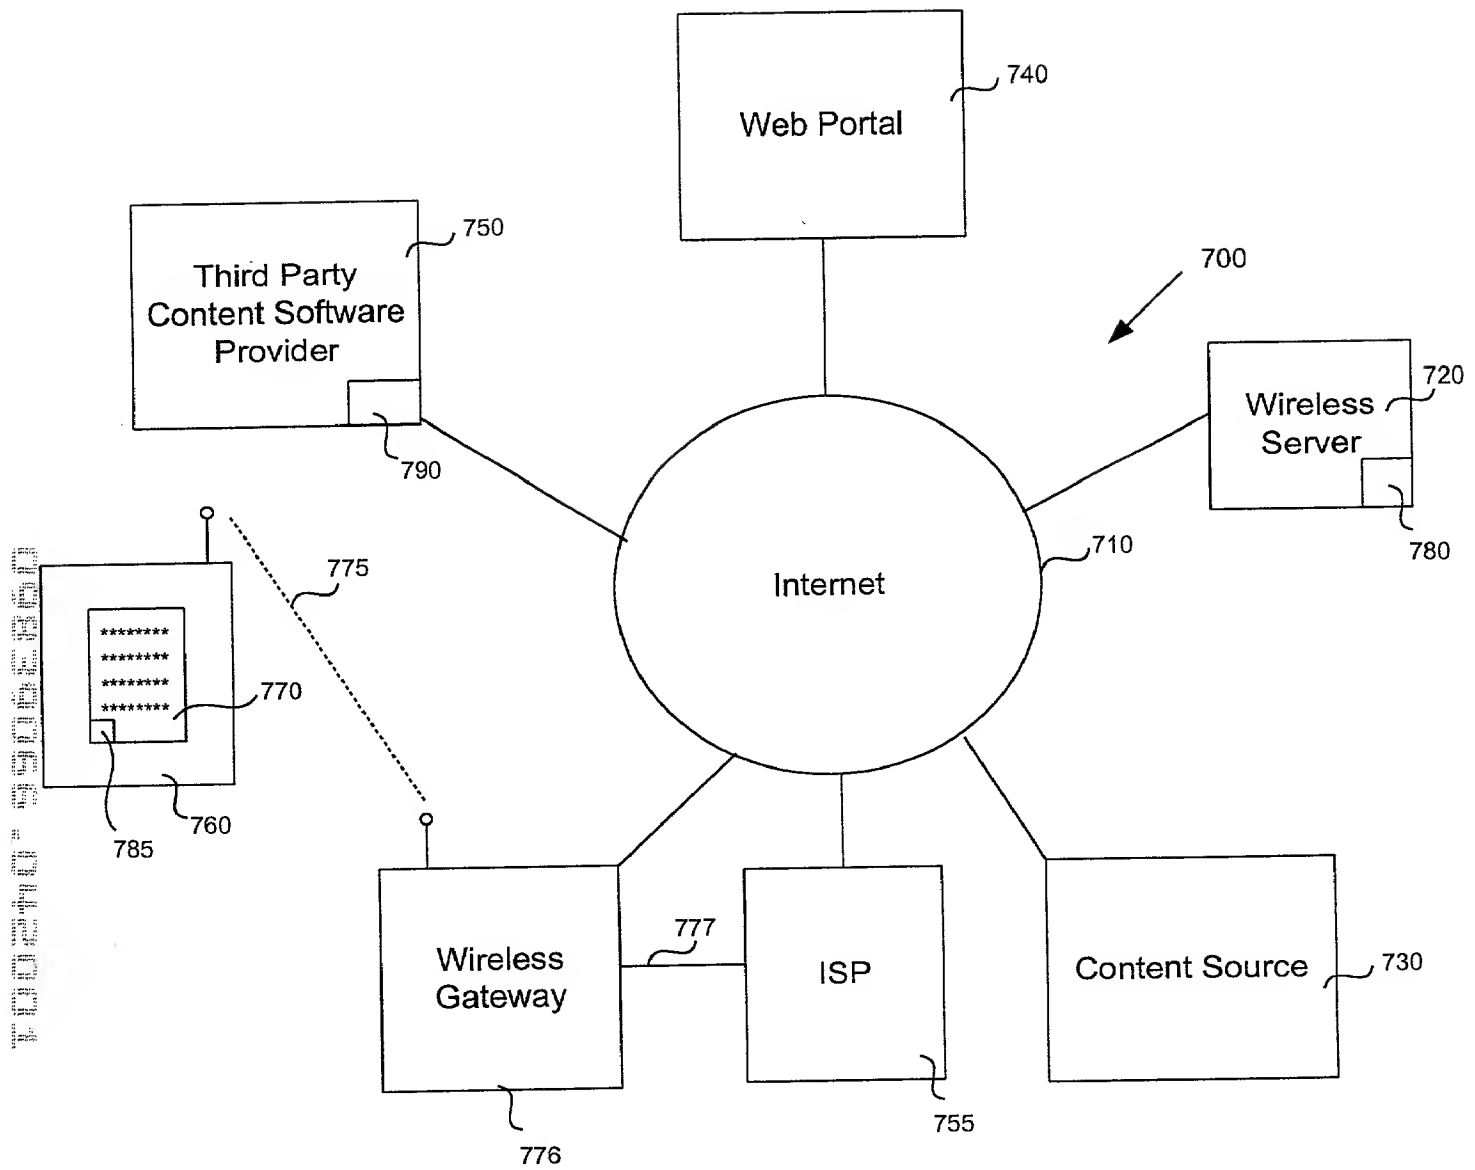 740
Web Portal
750
Third Party
Content Software
Provider
700
720
Wireless
Server
790
780
710
775
Internet
********
********
********
********
770
760
785
777
Wireless
Gateway
ISP
Content Source
730
755
776